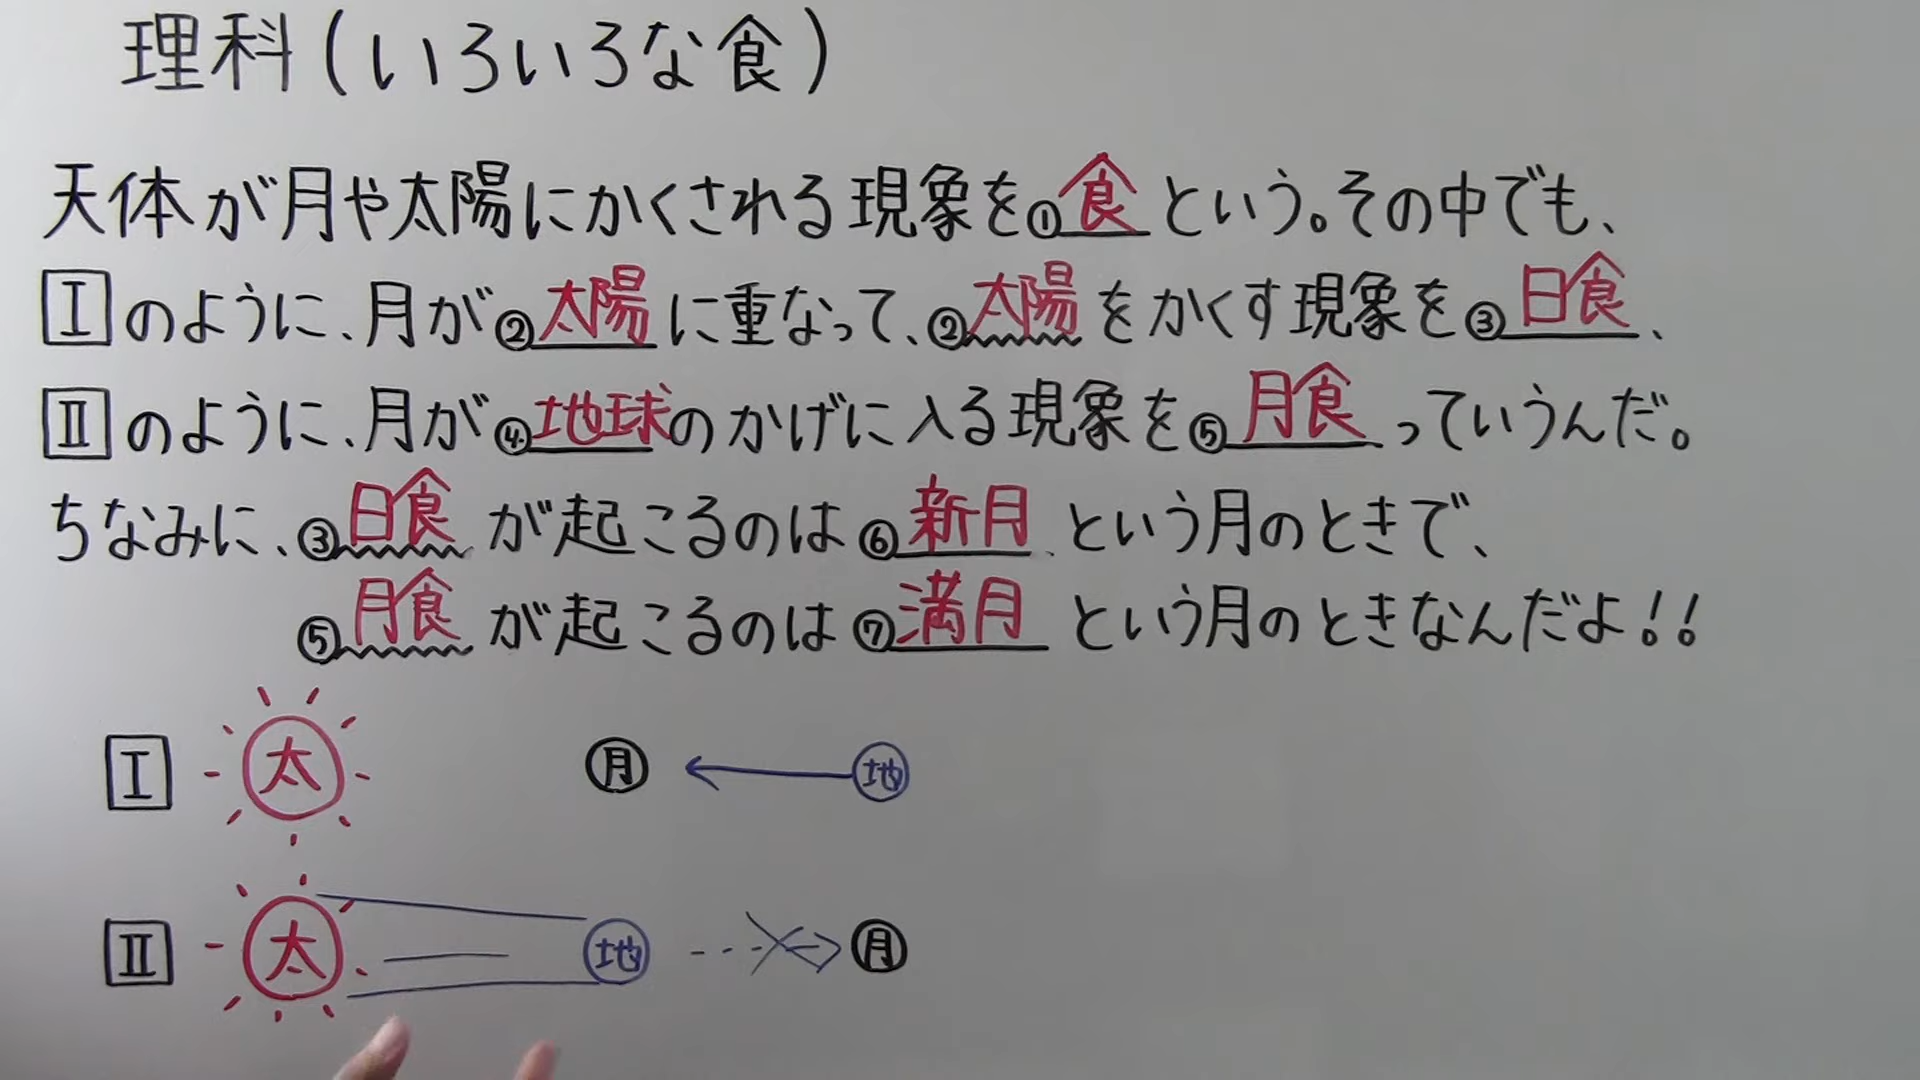 理科(いろいろな食)
天体が月や太陽にかくされる現象を①食という。その中でも、
Ⅰのように、月が②太陽に重なって、②太陽をかくす現象を③日食、
Ⅱのように、月が④地球のかげに入る現象を⑤月食っていうんだ。
ちなみに、③日食が起こるのは⑥新月という月のときで、
⑤月食が起こるのは⑦満月という月のときなんだよ!!
Ⅰ 太 月 地
Ⅱ 太 地 月